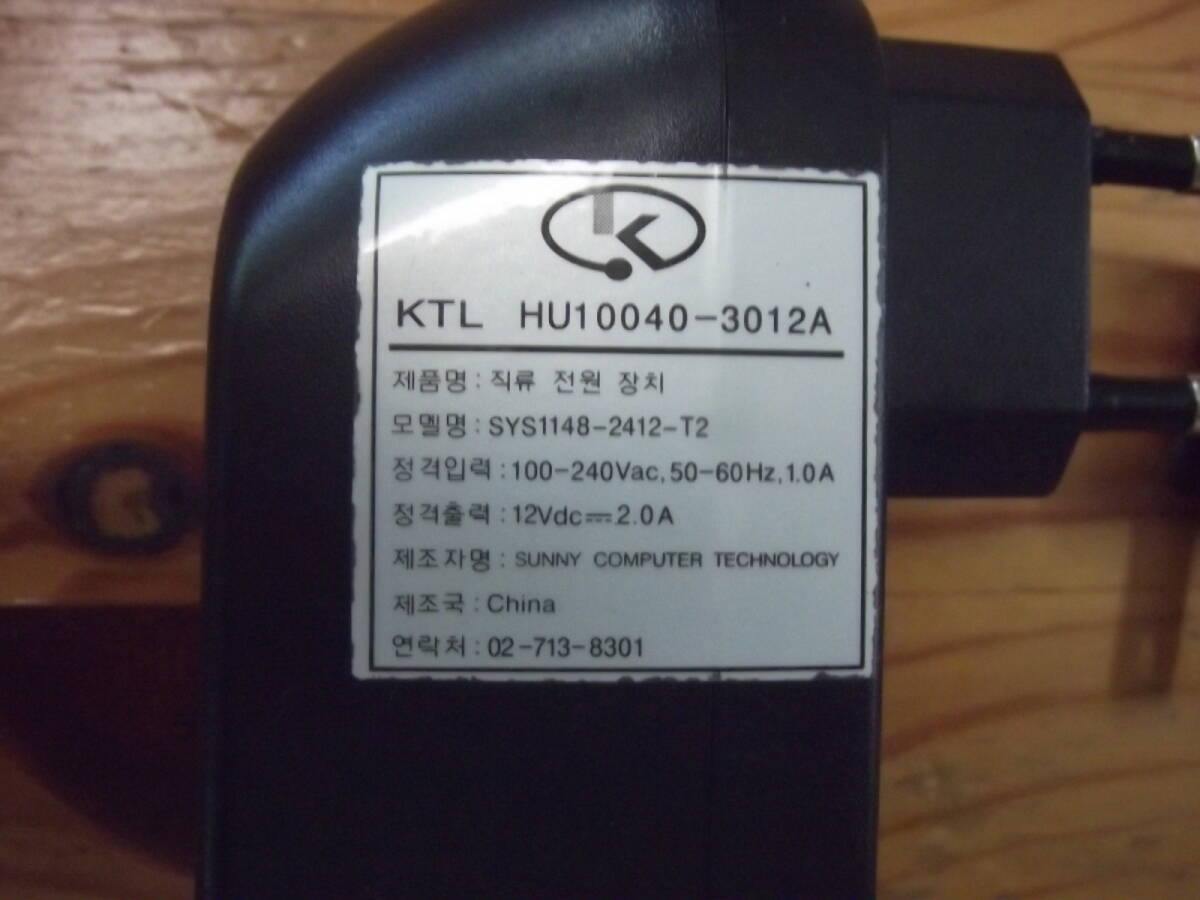 K
KTL HU10040-3012A
제품명 : 직류 전원 장치
모멜명 : SYS1148-2412-T2
정격입력 : 100-240Vac, 50-60Hz, 1.0A
정격출력 : 12Vdc⎓2.0A
제조자명 : SUNNY COMPUTER TECHNOLOGY
제조국 : China
연락처 : 02-713-8301